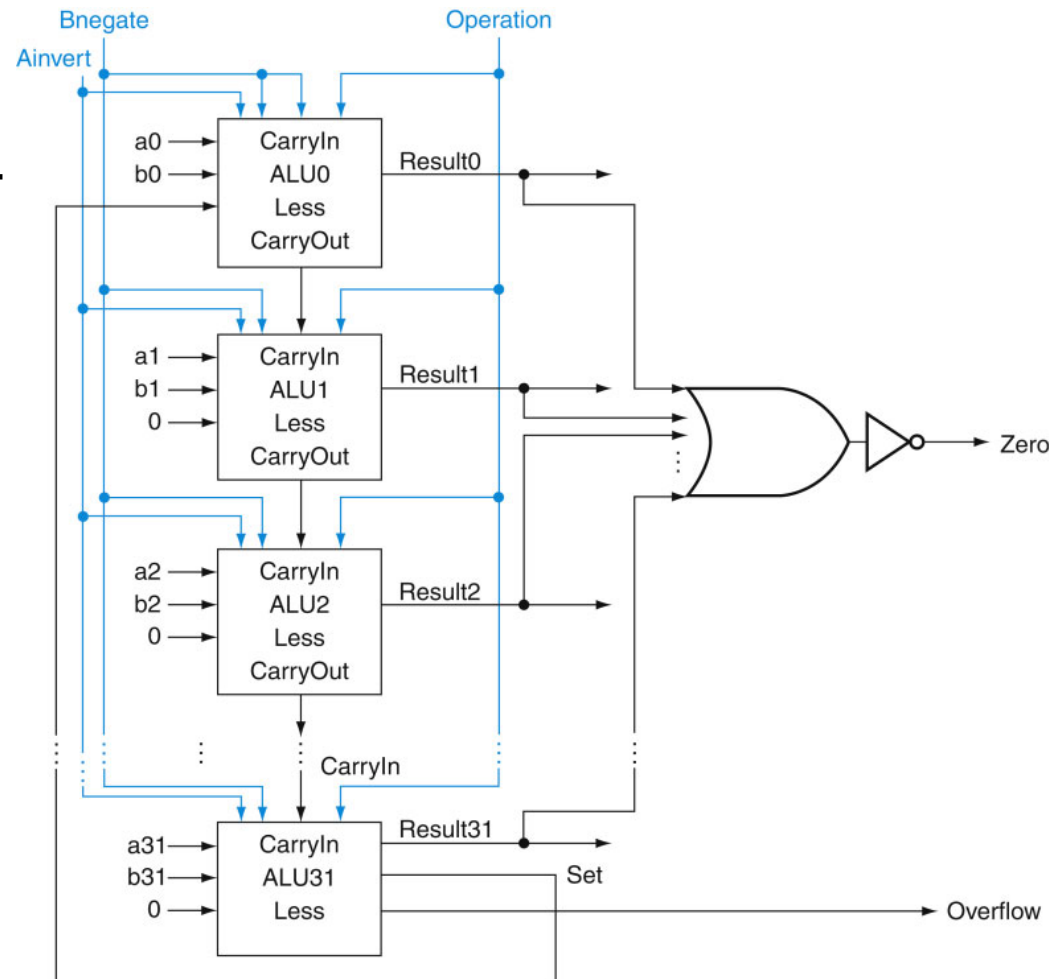 Bnegate
Operation
Ainvert
a0
b0
CarryIn
ALU0
Less
CarryOut
Result0
a1
b1
0
CarryIn
ALU1
Less
CarryOut
Result1
a2
b2
0
CarryIn
ALU2
Less
CarryOut
Result2
Zero
CarryIn
a31
b31
0
CarryIn
ALU31
Less
Result31
Set
Overflow